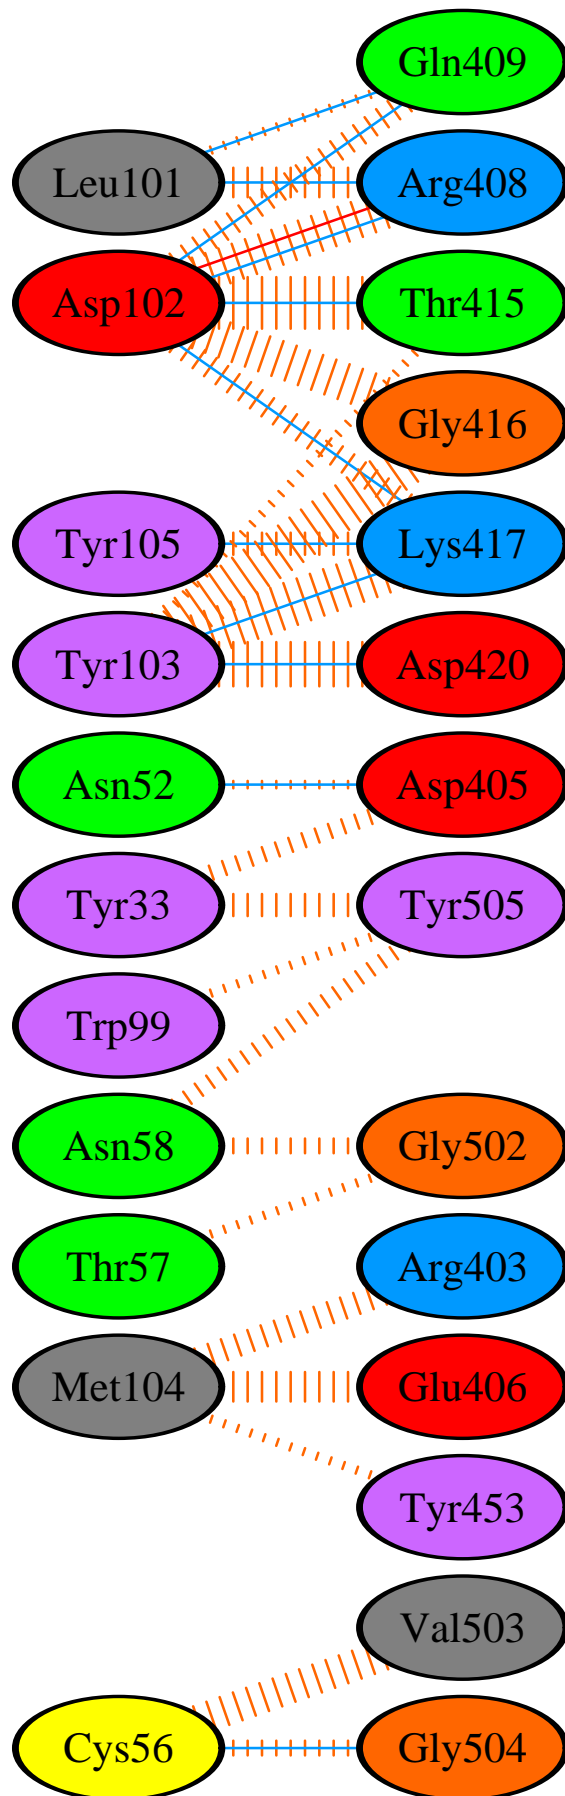 Gln409
Leu101 Arg408
Asp102 Thr415
Gly416
Tyr105 Lys417
Tyr103 Asp420
Asn52 Asp405
Tyr33 Tyr505
Trp99
Asn58 Gly502
Thr57 Arg403
Met104 Glu406
Tyr453
Val503
Cys56 Gly504